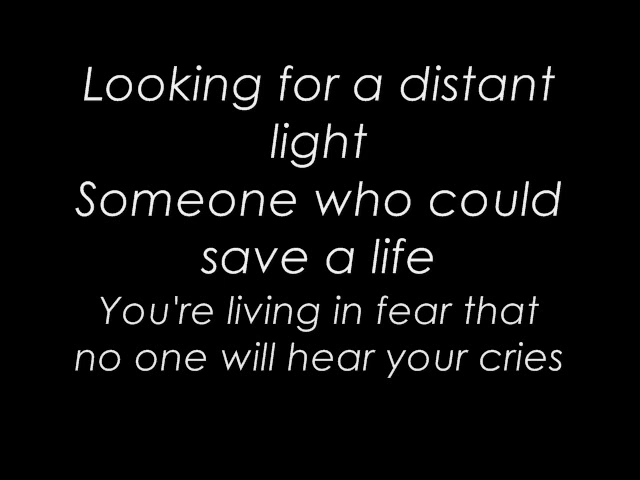 Looking for a distant
light
Someone who could
save a life
You're living in fear that
no one will hear your cries